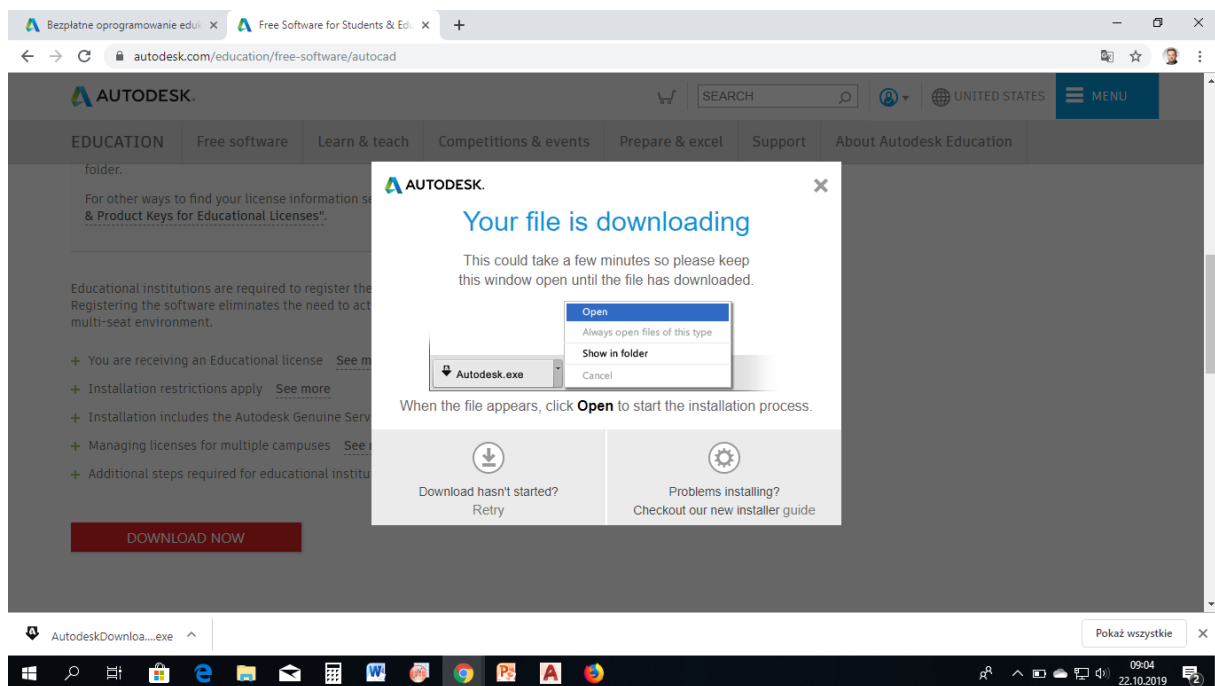 Bezpłatne oprogramowanie eduk
Free Software for Students & Edu
autodesk.com/education/free-software/autocad
AUTODESK.
SEARCH
UNITED STATES
MENU
EDUCATION Free software Learn & teach Competitions & events Prepare & excel Support About Autodesk Education
folder.
For other ways to find your license information se
& Product Keys for Educational Licenses".
Educational institutions are required to register the
Registering the software eliminates the need to act
multi-seat environment.
+ You are receiving an Educational license See m
+ Installation restrictions apply See more
+ Installation includes the Autodesk Genuine Serv
+ Managing licenses for multiple campuses See
+ Additional steps required for educational institu
DOWNLOAD NOW
AUTODESK.
Your file is downloading
This could take a few minutes so please keep
this window open until the file has downloaded.
Open
Always open files of this type
Show in folder
Cancel
Autodesk.exe
When the file appears, click Open to start the installation process.
Download hasn't started?
Retry
Problems installing?
Checkout our new installer guide
AutodeskDownloa....exe
Pokaż wszystkie
09:04
22.10.2019
2